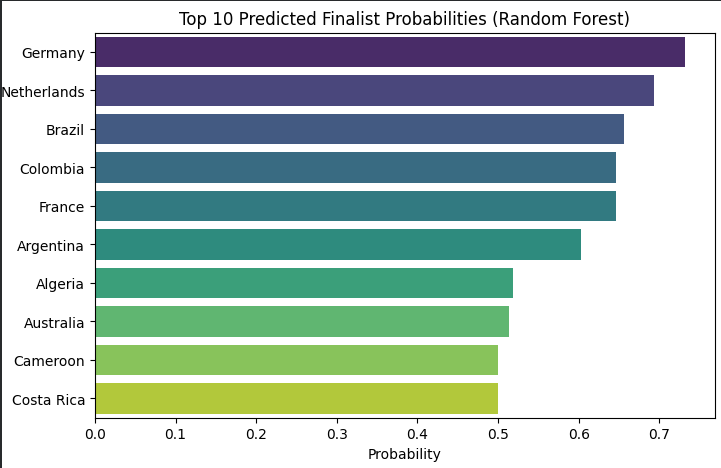 Top 10 Predicted Finalist Probabilities (Random Forest)
Germany
Netherlands
Brazil
Colombia
France
Argentina
Algeria
Australia
Cameroon
Costa Rica
0.0 0.1 0.2 0.3 0.4 0.5 0.6 0.7
Probability